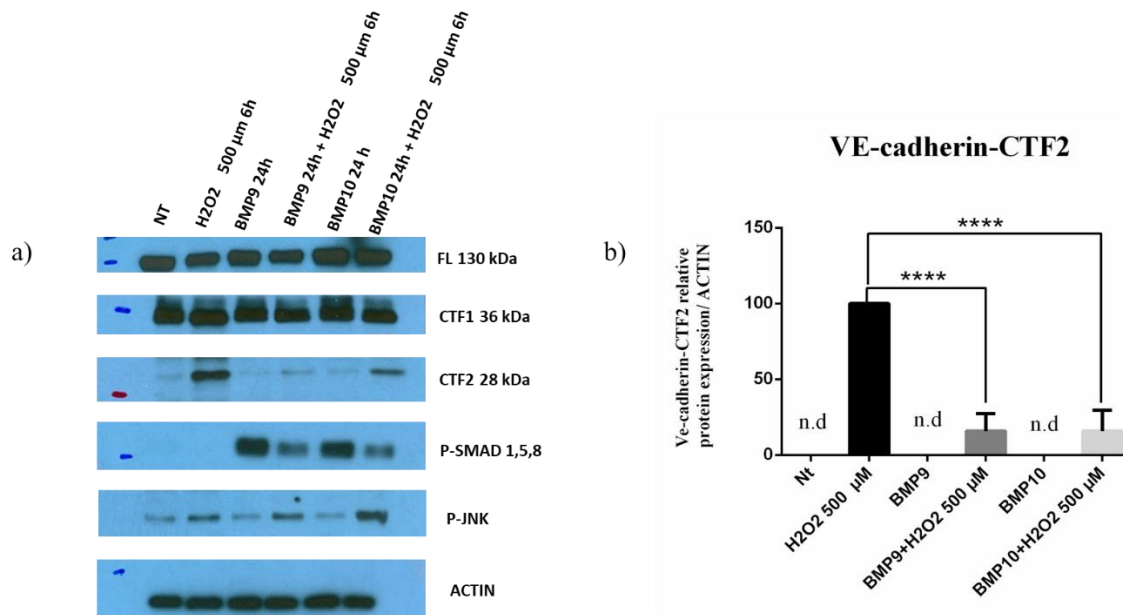 a)
NT
H2O2 500 µm 6h
BMP9 24h
BMP9 24h + H2O2 500 µm 6h
BMP10 24 h
BMP10 24h + H2O2 500 µm 6h
FL 130 kDa
CTF1 36 kDa
CTF2 28 kDa
P-SMAD 1,5,8
P-JNK
ACTIN
b)
VE-cadherin-CTF2
Ve-cadherin-CTF2 relative
protein expression/ ACTIN
150
100
50
0
****
****
n.d
n.d
n.d
Nt
H2O2 500 µM
BMP9
BMP9+H2O2 500 µM
BMP10
BMP10+H2O2 500 µM